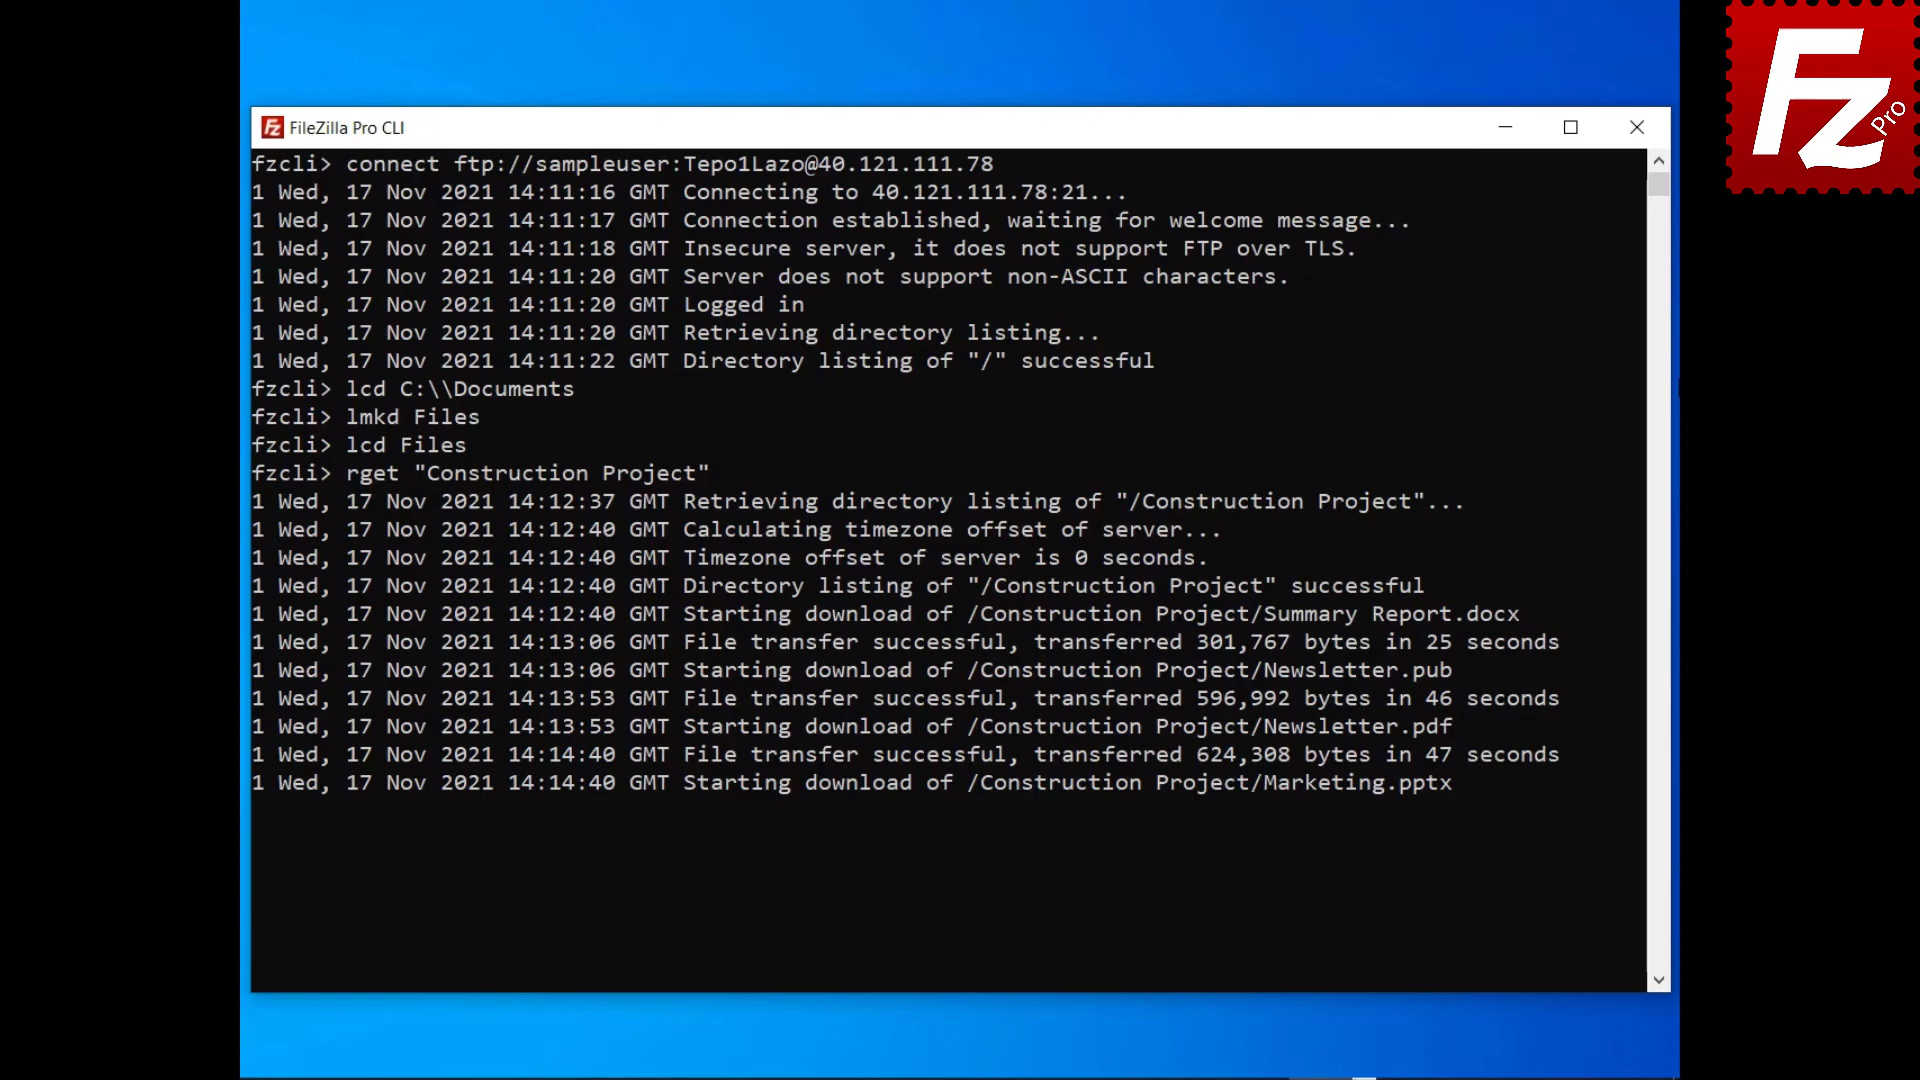 Fz Pro
FileZilla Pro CLI
fzcli> connect ftp://sampleuser:Tepo1Lazo@40.121.111.78
1 Wed, 17 Nov 2021 14:11:16 GMT Connecting to 40.121.111.78:21...
1 Wed, 17 Nov 2021 14:11:17 GMT Connection established, waiting for welcome message...
1 Wed, 17 Nov 2021 14:11:18 GMT Insecure server, it does not support FTP over TLS.
1 Wed, 17 Nov 2021 14:11:20 GMT Server does not support non-ASCII characters.
1 Wed, 17 Nov 2021 14:11:20 GMT Logged in
1 Wed, 17 Nov 2021 14:11:20 GMT Retrieving directory listing...
1 Wed, 17 Nov 2021 14:11:22 GMT Directory listing of "/" successful
fzcli> lcd C:\\Documents
fzcli> lmkd Files
fzcli> lcd Files
fzcli> rget "Construction Project"
1 Wed, 17 Nov 2021 14:12:37 GMT Retrieving directory listing of "/Construction Project"...
1 Wed, 17 Nov 2021 14:12:40 GMT Calculating timezone offset of server...
1 Wed, 17 Nov 2021 14:12:40 GMT Timezone offset of server is 0 seconds.
1 Wed, 17 Nov 2021 14:12:40 GMT Directory listing of "/Construction Project" successful
1 Wed, 17 Nov 2021 14:12:40 GMT Starting download of /Construction Project/Summary Report.docx
1 Wed, 17 Nov 2021 14:13:06 GMT File transfer successful, transferred 301,767 bytes in 25 seconds
1 Wed, 17 Nov 2021 14:13:06 GMT Starting download of /Construction Project/Newsletter.pub
1 Wed, 17 Nov 2021 14:13:53 GMT File transfer successful, transferred 596,992 bytes in 46 seconds
1 Wed, 17 Nov 2021 14:13:53 GMT Starting download of /Construction Project/Newsletter.pdf
1 Wed, 17 Nov 2021 14:14:40 GMT File transfer successful, transferred 624,308 bytes in 47 seconds
1 Wed, 17 Nov 2021 14:14:40 GMT Starting download of /Construction Project/Marketing.pptx